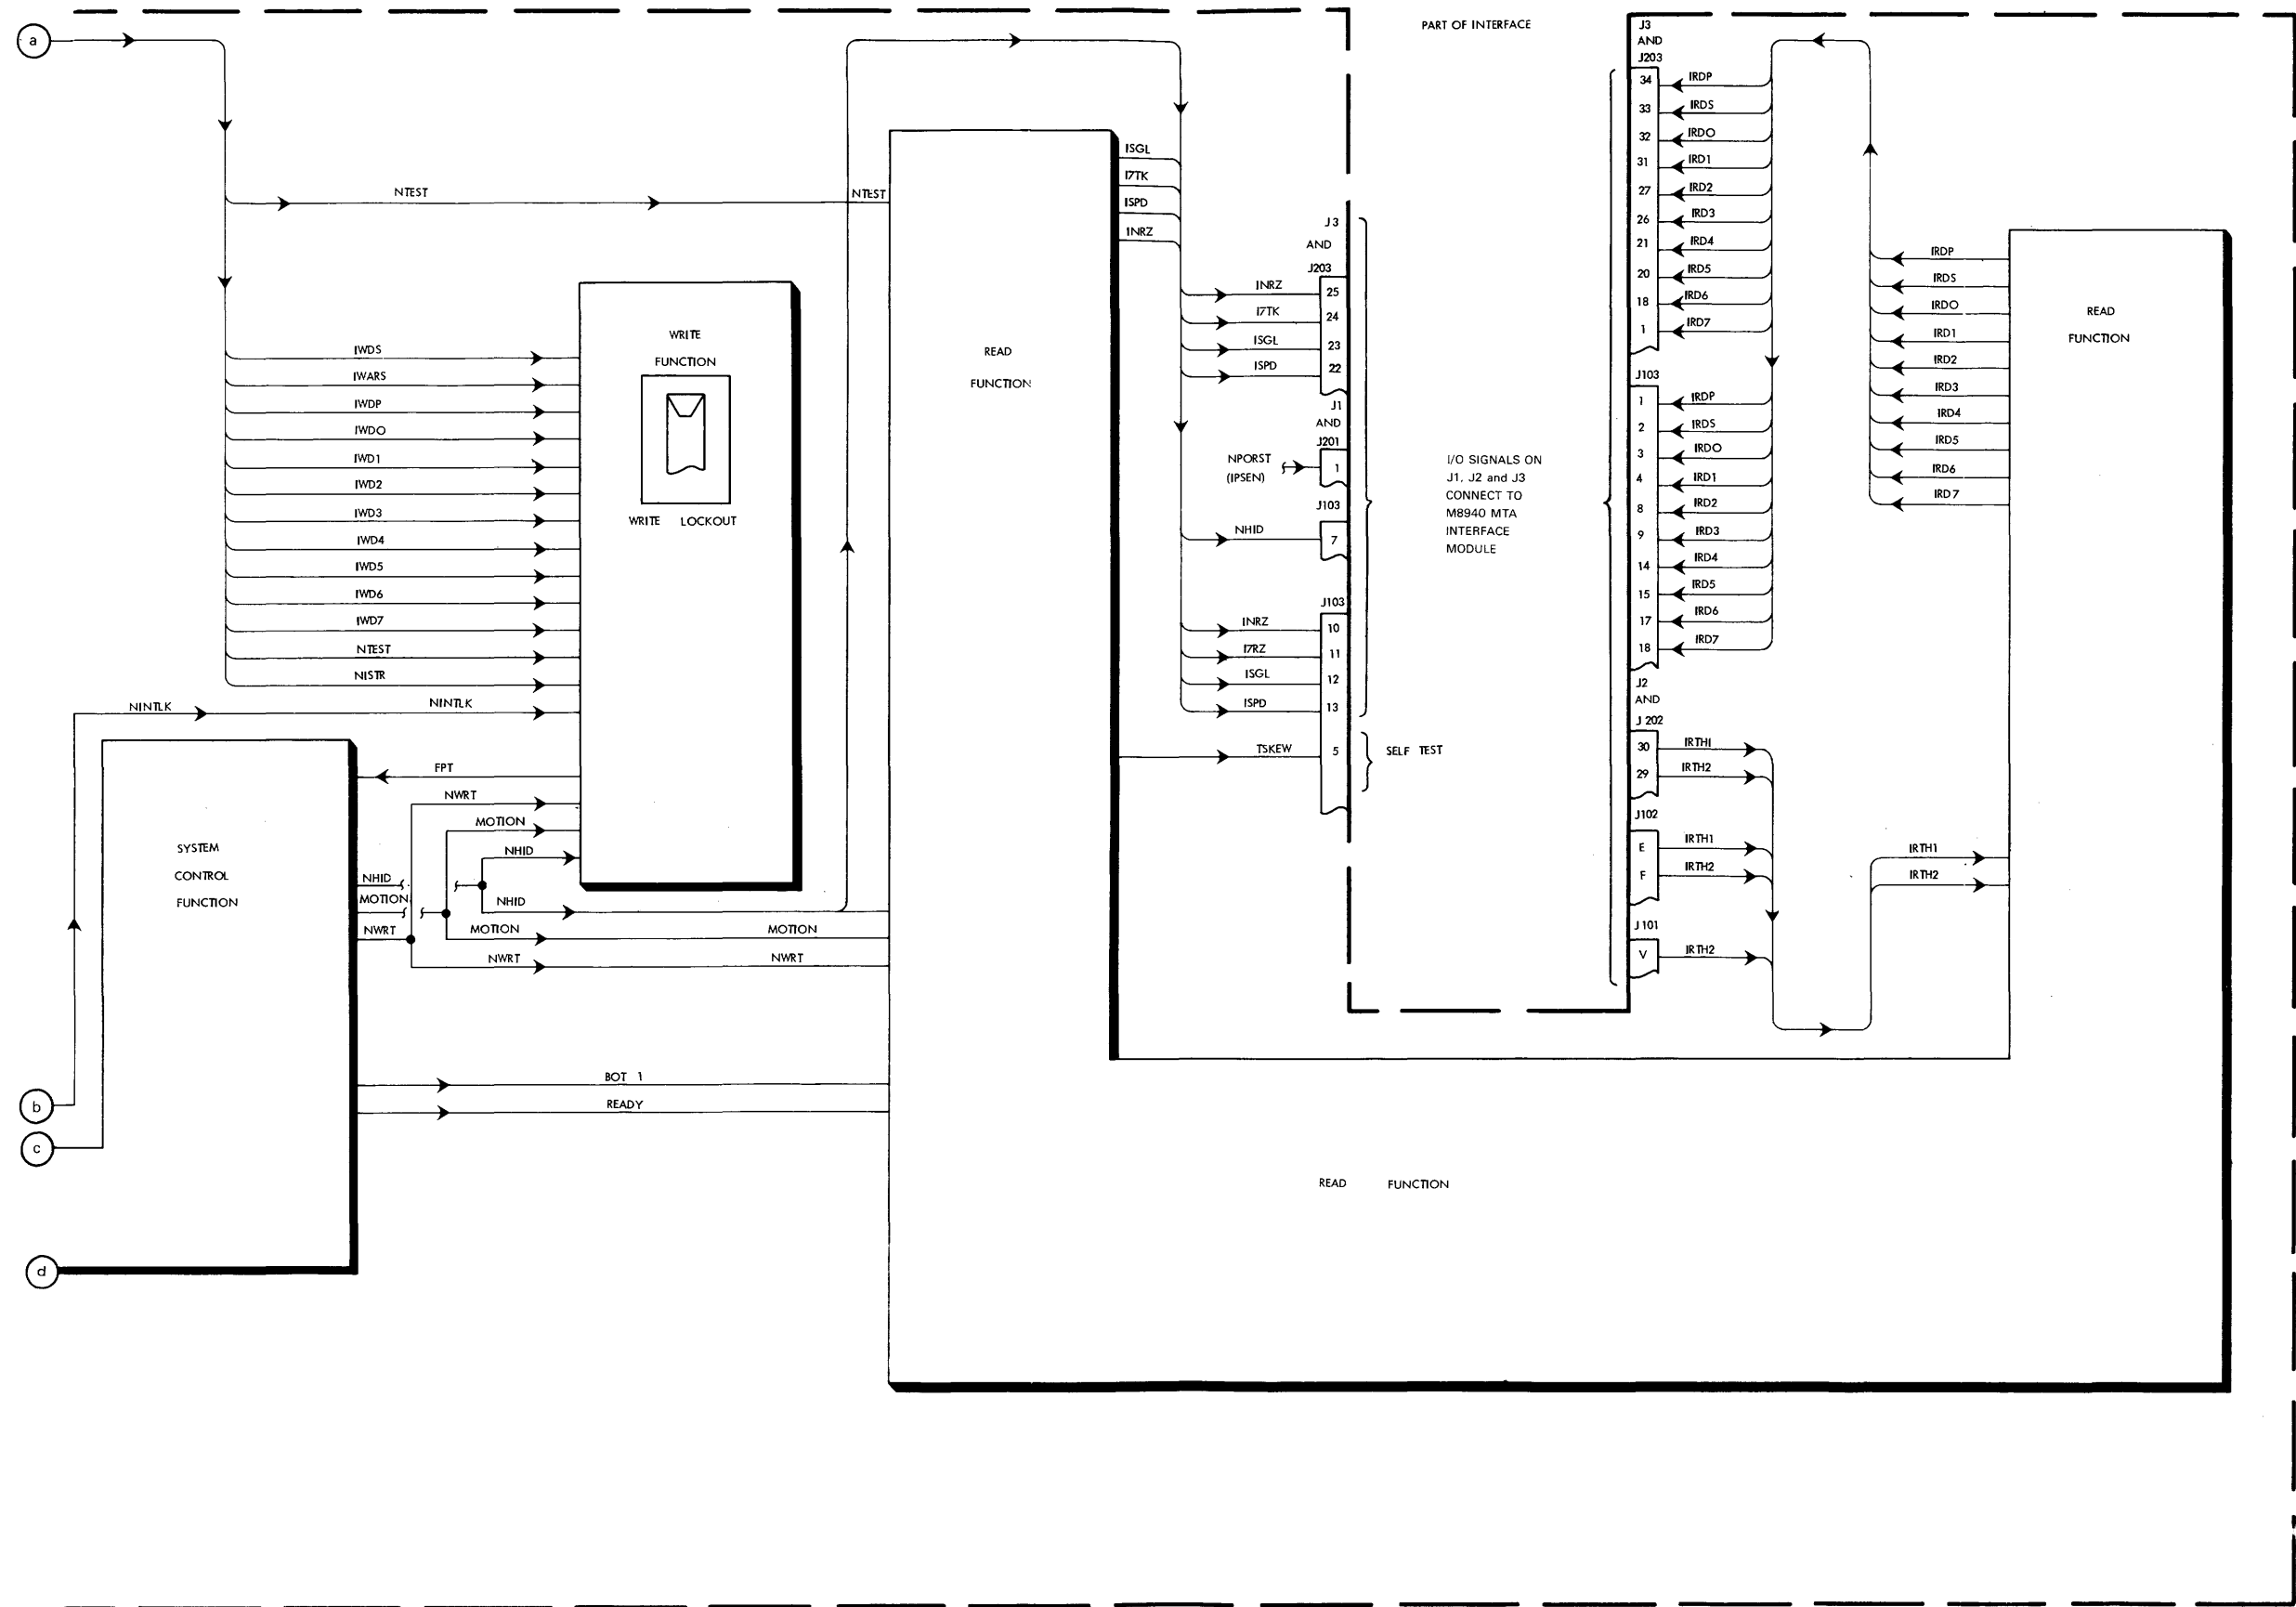 a
PART OF INTERFACE
NTEST
NTEST
IWDS
IWARS
IWDP
IWDO
IWD1
IWD2
IWD3
IWD4
IWD5
IWD6
IWD7
NTEST
NISTR
NINTLK
NINTLK
WRITE
FUNCTION
WRITE LOCKOUT
FPT
NWRT
MOTION
NHID
NHID
MOTION
NWRT
NHID
MOTION
MOTION
NWRT
NWRT
SYSTEM
CONTROL
FUNCTION
BOT 1
READY
b
c
d
READ
FUNCTION
ISGL
I7TK
ISPD
INRZ
J3
AND
J203
INRZ 25
I7TK 24
ISGL 23
ISPD 22
J1
AND
J201
NPORST
(IPSEN)
1
J103
NHID 7
J103
INRZ 10
I7RZ 11
ISGL 12
ISPD 13
TSKEW 5
SELF TEST
I/O SIGNALS ON
J1, J2 and J3
CONNECT TO
M8940 MTA
INTERFACE
MODULE
J3
AND
J203
34 IRDP
33 IRDS
32 IRDO
31 IRD1
27 IRD2
26 IRD3
21 IRD4
20 IRD5
18 IRD6
1 IRD7
J103
1 IRDP
2 IRDS
3 IRDO
4 IRD1
8 IRD2
9 IRD3
14 IRD4
15 IRD5
17 IRD6
18 IRD7
J2
AND
J 202
30 IRTH1
29 IRTH2
J102
E IRTH1
F IRTH2
J101
V IRTH2
IRDP
IRDS
IRDO
IRD1
IRD2
IRD3
IRD4
IRD5
IRD6
IRD7
IRTH1
IRTH2
READ
FUNCTION
READ FUNCTION